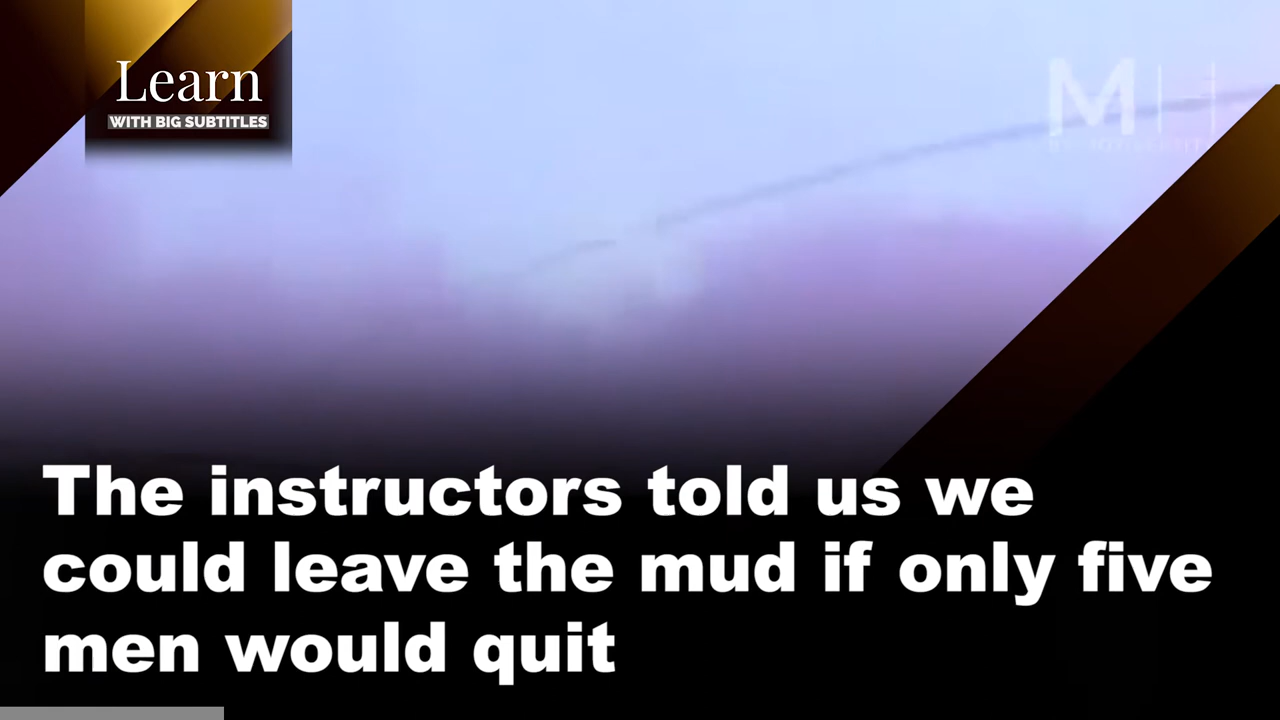 Learn
WITH BIG SUBTITLES
The instructors told us we
could leave the mud if only five
men would quit